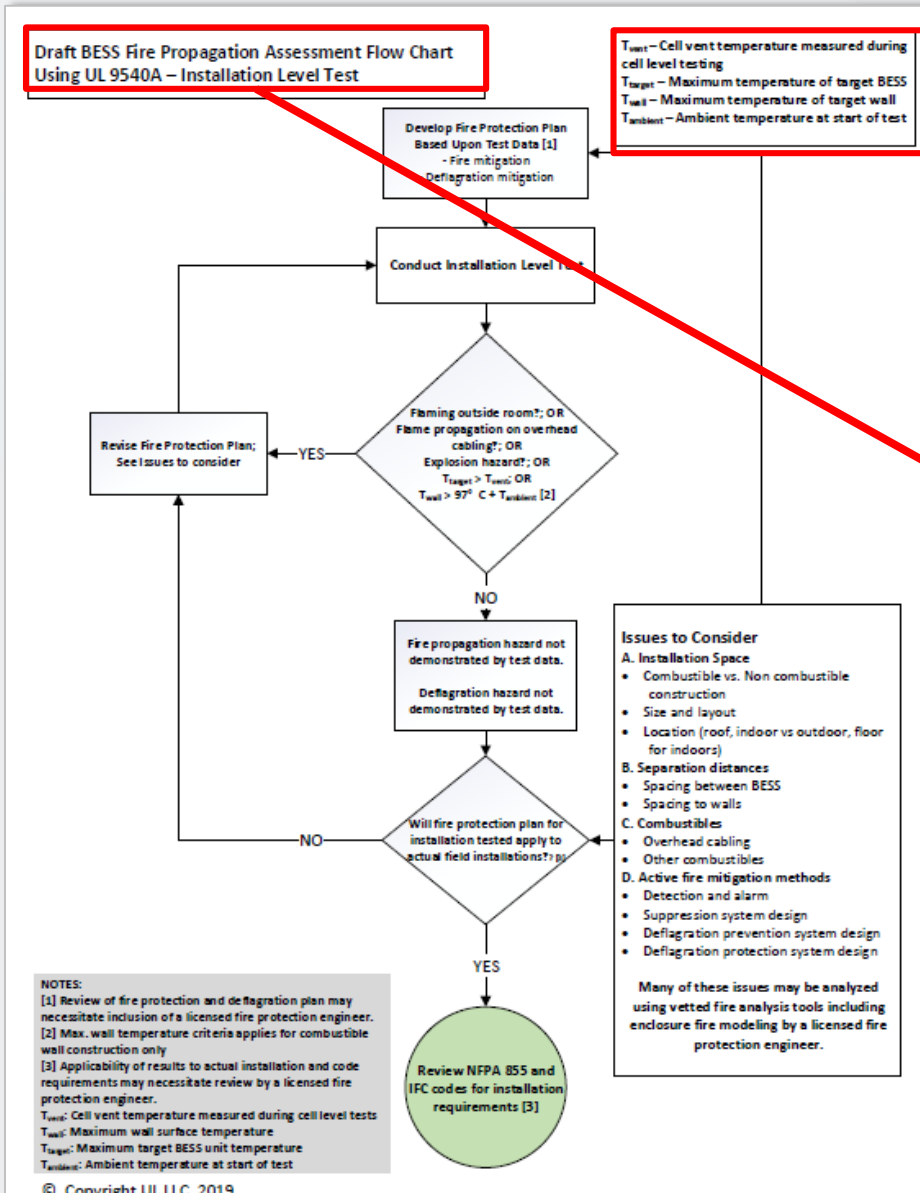 Draft BESS Fire Propagation Assessment Flow Chart
Using UL 9540A – Installation Level Test
Tvent – Cell vent temperature measured during
cell level testing
Ttarget – Maximum temperature of target BESS
Twall – Maximum temperature of target wall
Tambient – Ambient temperature at start of test
Develop Fire Protection Plan
Based Upon Test Data [1]
- Fire mitigation
- Deflagration mitigation
Conduct Installation Level Test
Flaming outside room?; OR
Flame propagation on overhead
cabling?; OR
Explosion hazard?; OR
Ttarget > Tvent; OR
Twall > 97° C + Tambient [2]
YES
Revise Fire Protection Plan;
See Issues to consider
NO
Fire propagation hazard not
demonstrated by test data.
Deflagration hazard not
demonstrated by test data.
Will fire protection plan for
installation tested apply to
actual field installations?
NO
YES
Review NFPA 855 and
IFC codes for installation
requirements [3]
Issues to Consider
A. Installation Space
• Combustible vs. Non combustible
construction
• Size and layout
• Location (roof, indoor vs outdoor, floor
for indoors)
B. Separation distances
• Spacing between BESS
• Spacing to walls
C. Combustibles
• Overhead cabling
• Other combustibles
D. Active fire mitigation methods
• Detection and alarm
• Suppression system design
• Deflagration prevention system design
• Deflagration protection system design
Many of these issues may be analyzed
using vetted fire analysis tools including
enclosure fire modeling by a licensed fire
protection engineer.
NOTES:
[1] Review of fire protection and deflagration plan may
necessitate inclusion of a licensed fire protection engineer.
[2] Max. wall temperature criteria applies for combustible
wall construction only
[3] Applicability of results to actual installation and code
requirements may necessitate review by a licensed fire
protection engineer.
Tvent: Cell vent temperature measured during cell level tests
Twall: Maximum wall surface temperature
Ttarget: Maximum target BESS unit temperature
Tambient: Ambient temperature at start of test
© Copyright UL LLC, 2019